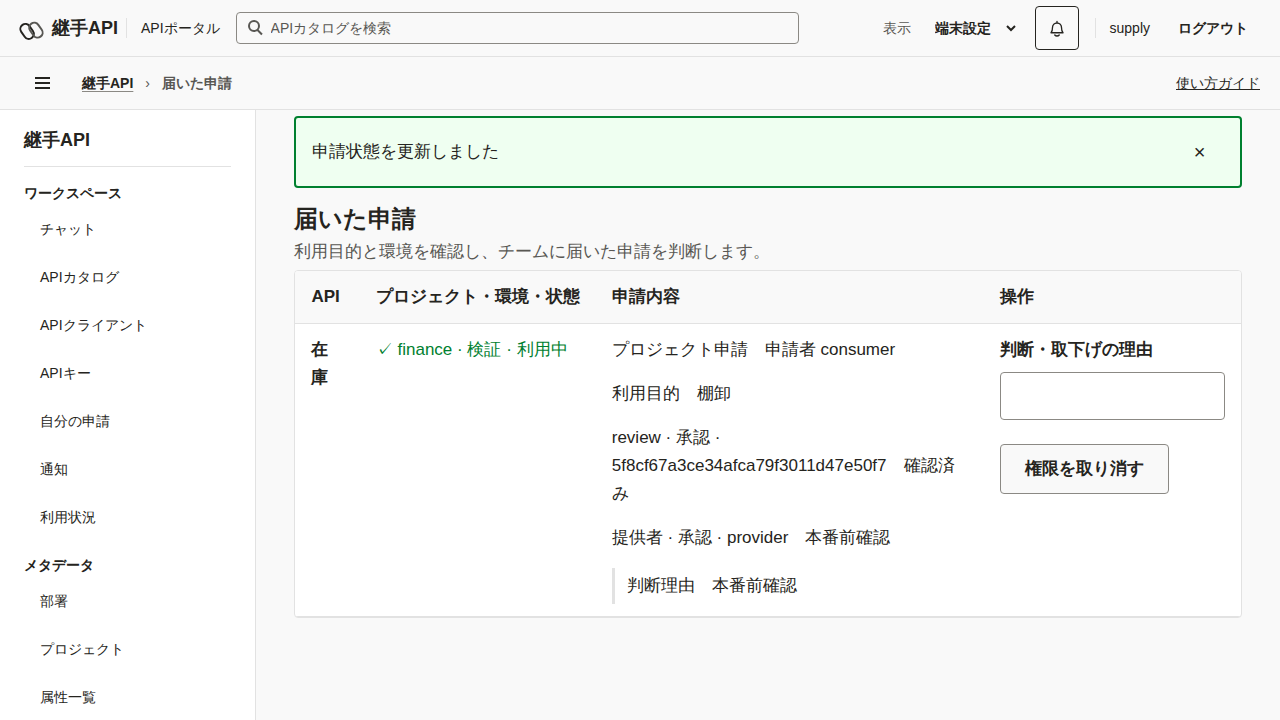 継手API
APIポータル
APIカタログを検索
表示
端末設定
supply
ログアウト
継手API › 届いた申請
使い方ガイド
継手API
ワークスペース
チャット
APIカタログ
APIクライアント
APIキー
自分の申請
通知
利用状況
メタデータ
部署
プロジェクト
属性一覧
申請状態を更新しました
×
届いた申請
利用目的と環境を確認し、チームに届いた申請を判断します。
API プロジェクト・環境・状態 申請内容 操作
在
庫
✓ finance · 検証 · 利用中
プロジェクト申請 申請者 consumer
利用目的 棚卸
review · 承認 ·
5f8cf67a3ce34afca79f3011d47e50f7 確認済
み
提供者 · 承認 · provider 本番前確認
判断理由 本番前確認
判断・取下げの理由
権限を取り消す